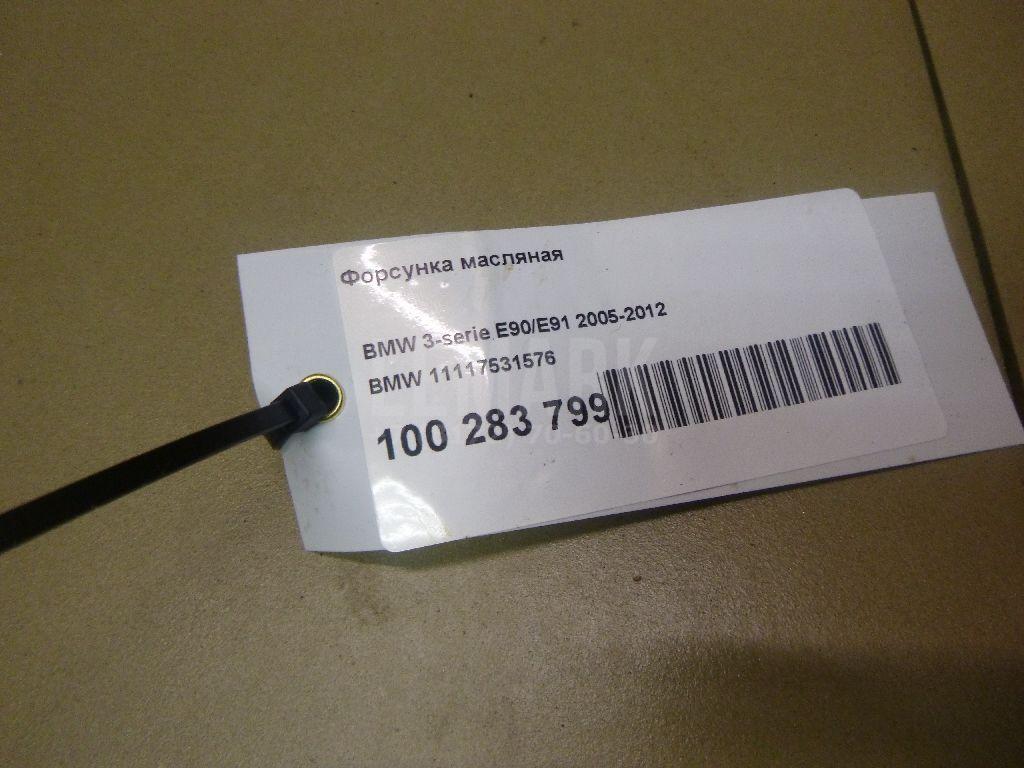 Форсунка масляная
BMW 3-serie E90/E91 2005-2012
BMW 11117531576
100 283 799